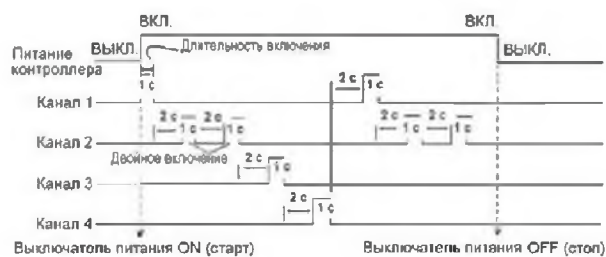 ВКЛ. ВКЛ.
ВЫКЛ. Длительность включения ВЫКЛ.
Питание
контроллера
1 с 2 с
Канал 1 1 с
2 с 2 с 2 с 2 с
Канал 2 1 с 1 с 1 с 1 с
Двойное включение 2 с
Канал 3 1 с
2 с
Канал 4 1 с
Выключатель питания ON (старт) Выключатель питания OFF (стоп)